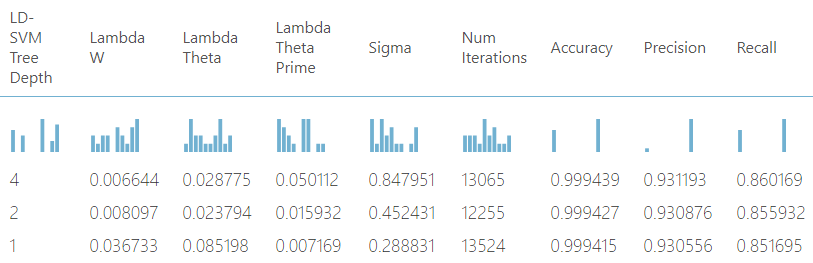 LD-SVM Tree Depth Lambda W Lambda Theta Lambda Theta Prime Sigma Num Iterations Accuracy Precision Recall
4 0.006644 0.028775 0.050112 0.847951 13065 0.999439 0.931193 0.860169
2 0.008097 0.023794 0.015932 0.452431 12255 0.999427 0.930876 0.855932
1 0.036733 0.085198 0.007169 0.288831 13524 0.999415 0.930556 0.851695